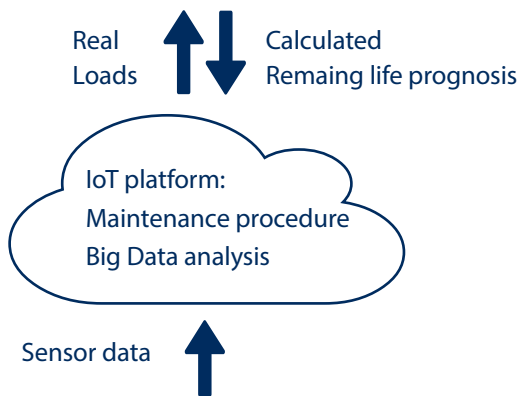 Real
Loads
Calculated
Remaing life prognosis
IoT platform:
Maintenance procedure
Big Data analysis
Sensor data